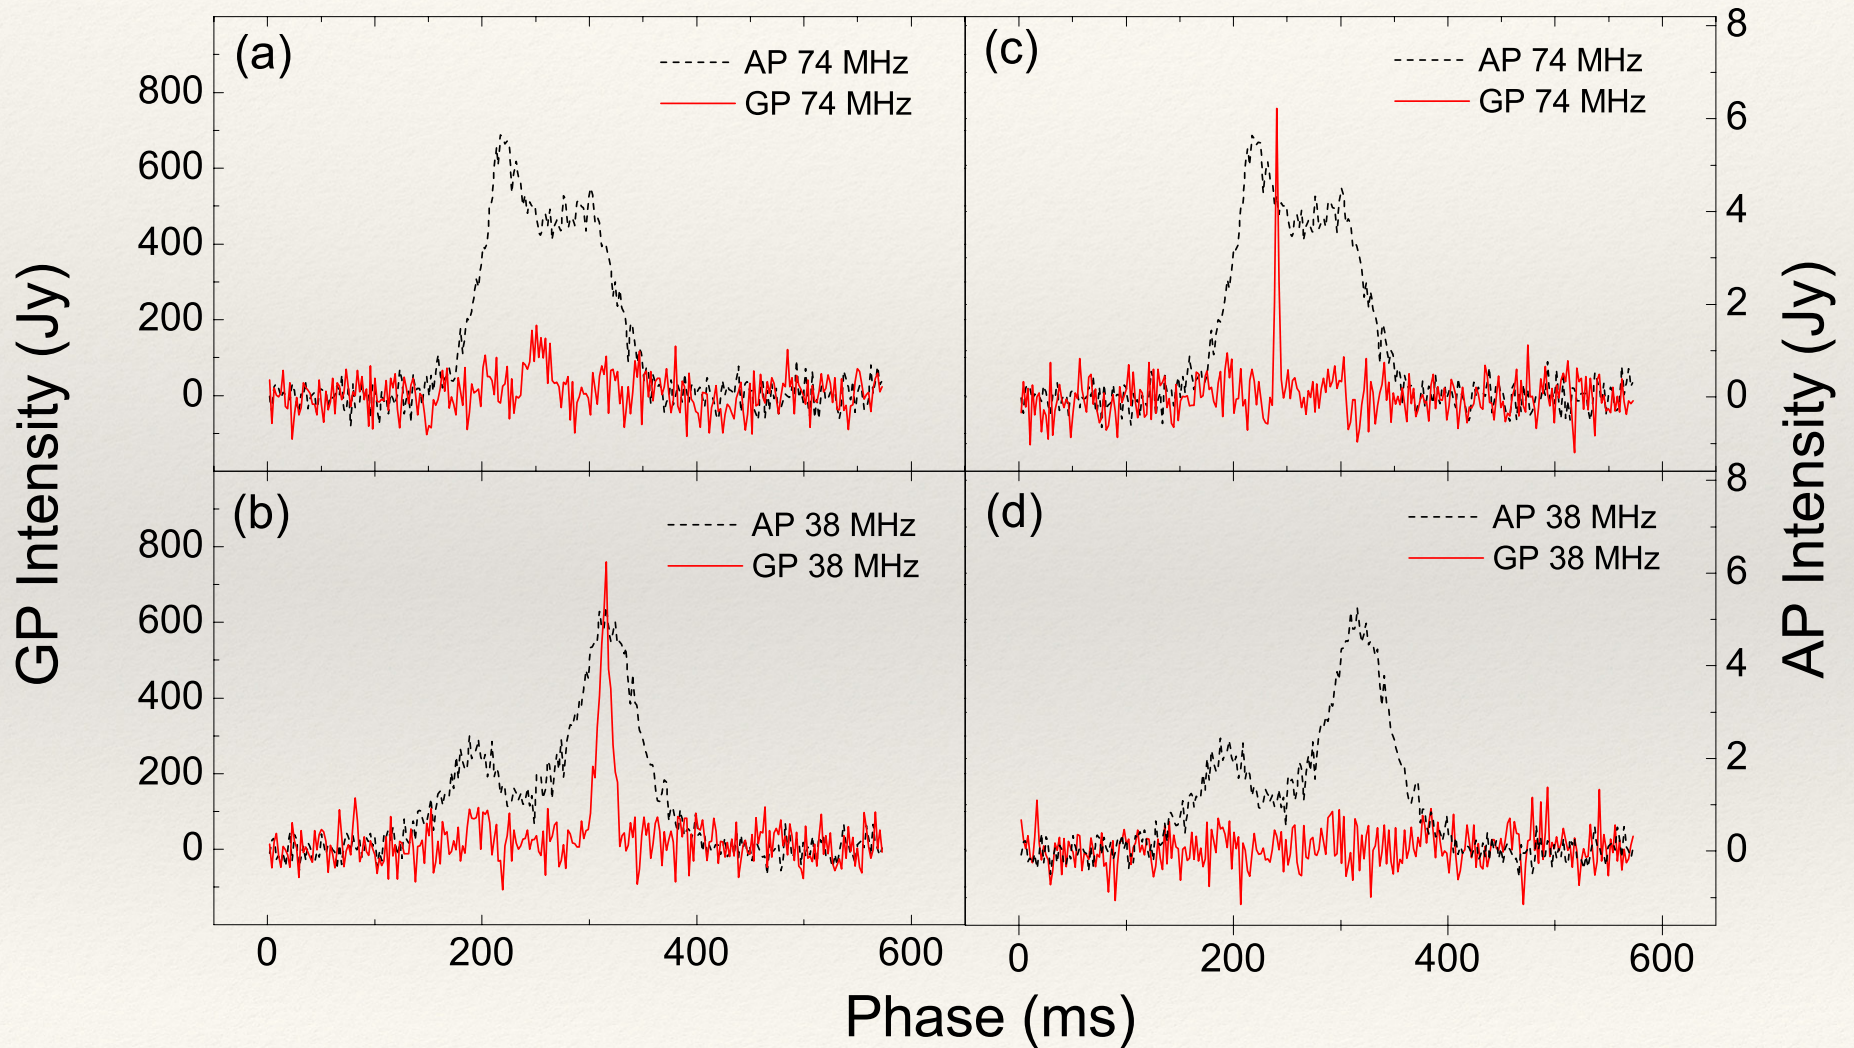 GP Intensity (Jy)
(a)
AP 74 MHz
GP 74 MHz
800
600
400
200
0
(c)
AP 74 MHz
GP 74 MHz
8
6
4
2
0
AP Intensity (Jy)
(b)
AP 38 MHz
GP 38 MHz
800
600
400
200
0
0 200 400 600
(d)
AP 38 MHz
GP 38 MHz
8
6
4
2
0
0 200 400 600
Phase (ms)